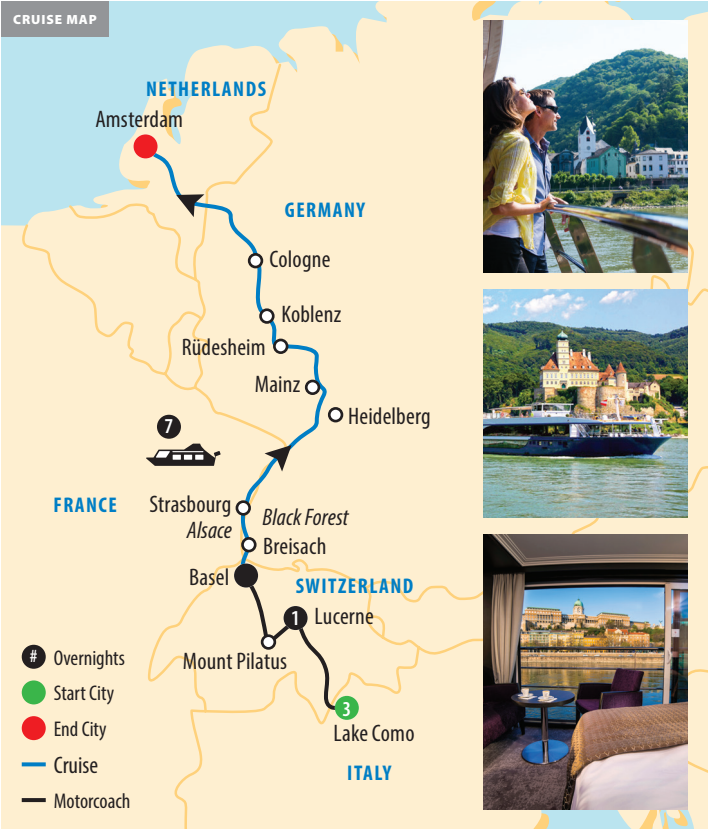 CRUISE MAP
NETHERLANDS
Amsterdam
GERMANY
Cologne
Koblenz
Rüdesheim
Mainz
Heidelberg
7
FRANCE
Strasbourg
Alsace
Black Forest
Breisach
Basel
SWITZERLAND
1
Lucerne
Mount Pilatus
3
Lake Como
ITALY
# Overnights
Start City
End City
Cruise
Motorcoach